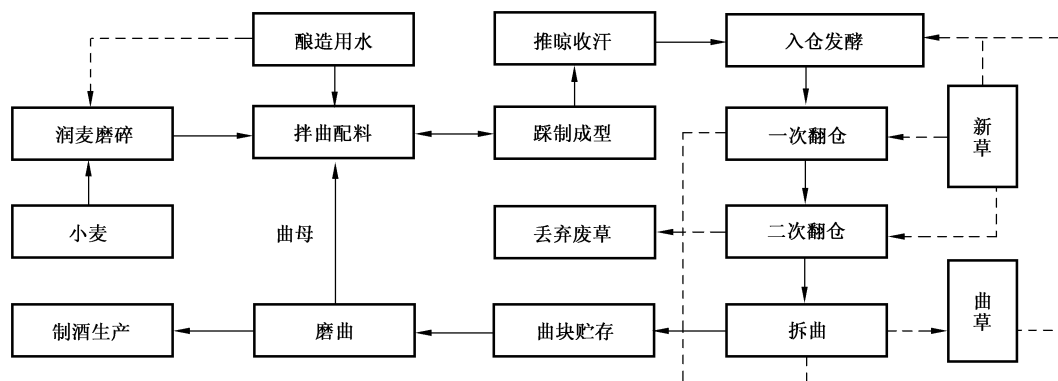 酿造用水
推晾收汗
入仓发酵
润麦磨碎
拌曲配料
踩制成型
一次翻仓
新草
小麦
曲母
丢弃废草
二次翻仓
制酒生产
磨曲
曲块贮存
拆曲
曲草